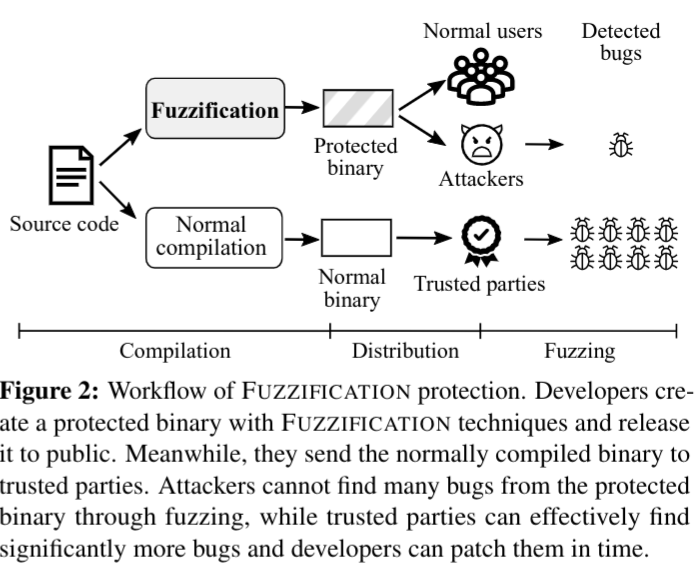 Normal users
Detected
bugs
Fuzzification
Protected
binary
Attackers
Source code
Normal
compilation
Normal
binary
Trusted parties
Compilation
Distribution
Fuzzing
Figure 2: Workflow of FUZZIFICATION protection. Developers cre-
ate a protected binary with FUZZIFICATION techniques and release
it to public. Meanwhile, they send the normally compiled binary to
trusted parties. Attackers cannot find many bugs from the protected
binary through fuzzing, while trusted parties can effectively find
significantly more bugs and developers can patch them in time.